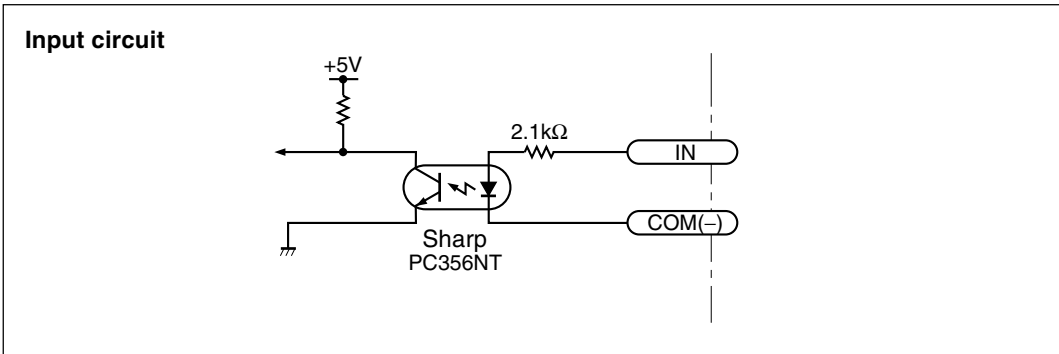 Input circuit
+5V
2.1kΩ
IN
COM(−)
Sharp
PC356NT